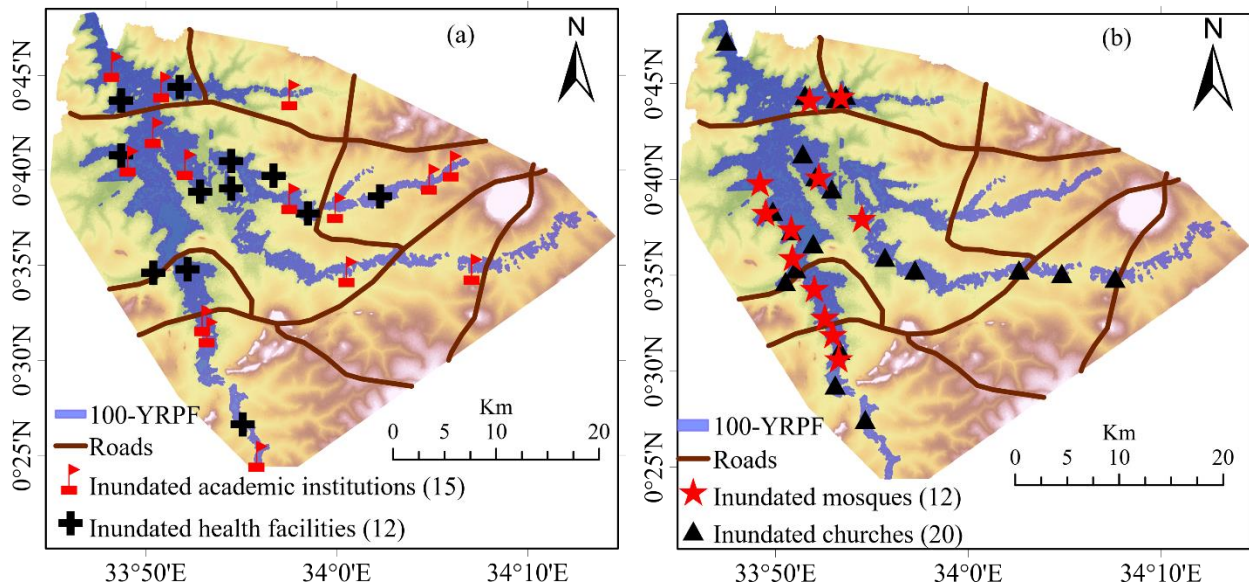 (a)
N
0°45'N
0°40'N
0°35'N
0°30'N
0°25'N
100-YRPF
Roads
Inundated academic institutions (15)
Inundated health facilities (12)
Km
0 5 10 20
33°50'E 34°0'E 34°10'E
(b)
N
0°45'N
0°40'N
0°35'N
0°30'N
0°25'N
100-YRPF
Roads
Inundated mosques (12)
Inundated churches (20)
Km
0 5 10 20
33°50'E 34°0'E 34°10'E